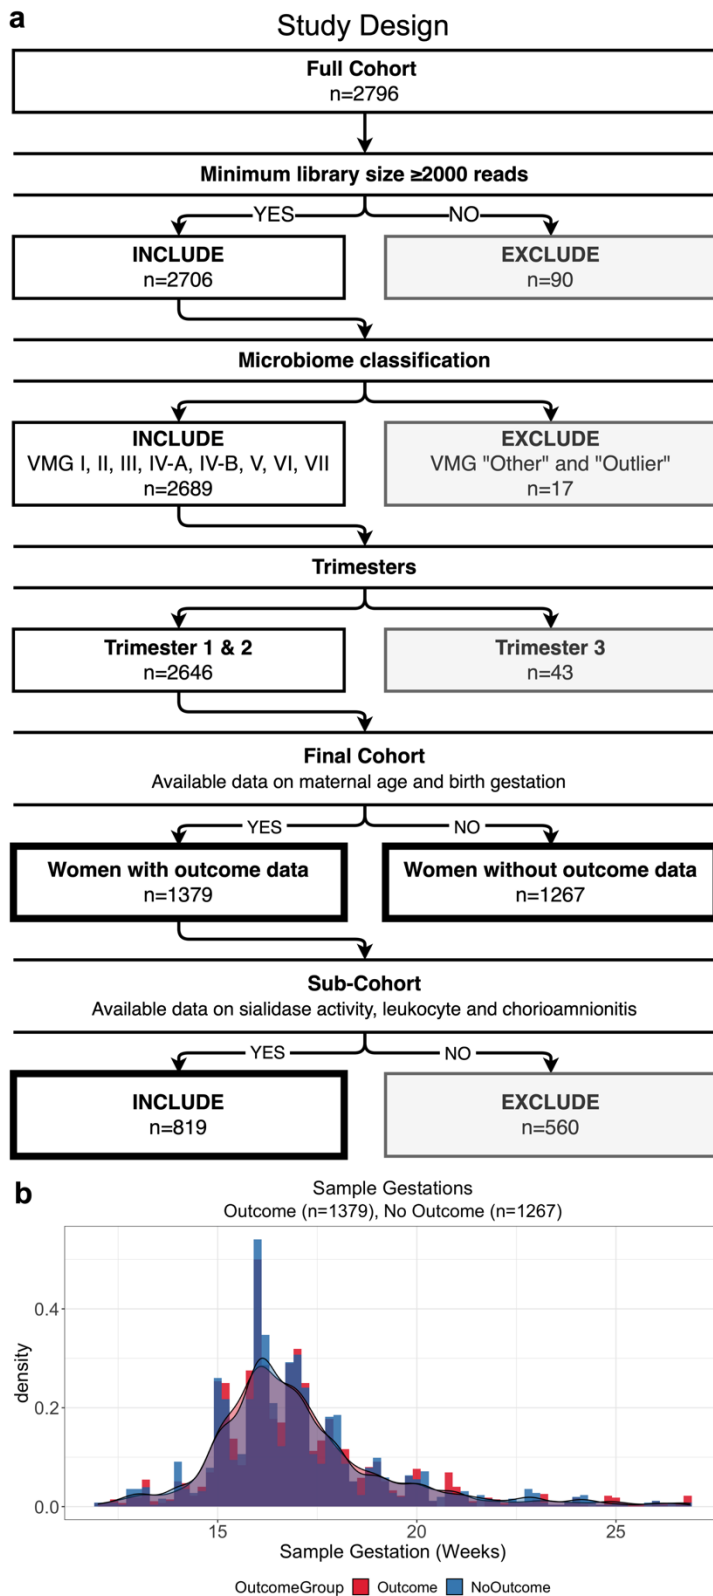 a
Study Design
Full Cohort
n=2796
Minimum library size ≥2000 reads
YES
NO
INCLUDE
n=2706
EXCLUDE
n=90
Microbiome classification
INCLUDE
VMG I, II, III, IV-A, IV-B, V, VI, VII
n=2689
EXCLUDE
VMG "Other" and "Outlier"
n=17
Trimesters
Trimester 1 & 2
n=2646
Trimester 3
n=43
Final Cohort
Available data on maternal age and birth gestation
YES
NO
Women with outcome data
n=1379
Women without outcome data
n=1267
Sub-Cohort
Available data on sialidase activity, leukocyte and chorioamnionitis
YES
NO
INCLUDE
n=819
EXCLUDE
n=560
b
Sample Gestations
Outcome (n=1379), No Outcome (n=1267)
density
0.4
0.2
0.0
15
20
25
Sample Gestation (Weeks)
OutcomeGroup
Outcome
NoOutcome